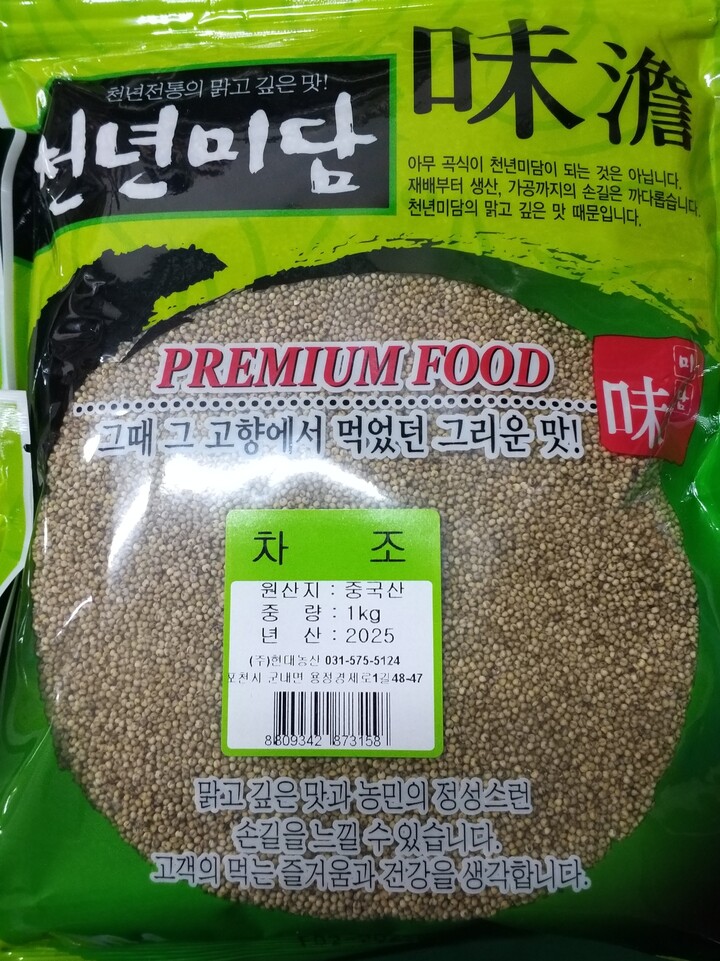 천년전통의 맑고 깊은 맛!
천년미담
味澹
아무 곡식이 천년미담이 되는 것은 아닙니다.
재배부터 생산, 가공까지의 손길은 까다롭습니다.
천년미담의 맑고 깊은 맛 때문입니다.
PREMIUM FOOD
그때 그 고향에서 먹었던 그리운 맛!
味
미담
차 조
원산지 : 중국산
중 량 : 1kg
년 산 : 2025
(주)현대농산 031-575-5124
포천시 군내면 용정경제로1길48-47
8 809342 873158
맑고 깊은 맛과 농민의 정성스런
손길을 느낄 수 있습니다.
고객의 먹는 즐거움과 건강을 생각합니다.